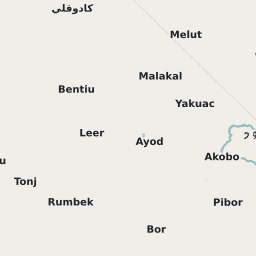 كادوقلي
Melut
Malakal
Bentiu
Yakuac
Leer
Ayod
Akobo
Tonj
Rumbek
Pibor
Bor